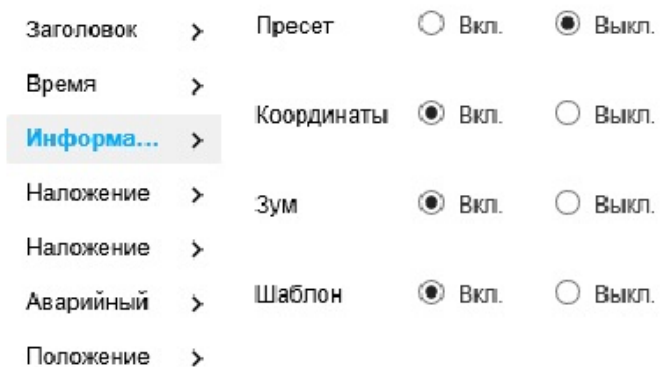 Заголовок
Время
Информа...
Наложение
Наложение
Аварийный
Положение
Пресет Вкл. Выкл.
Координаты Вкл. Выкл.
Зум Вкл. Выкл.
Шаблон Вкл. Выкл.